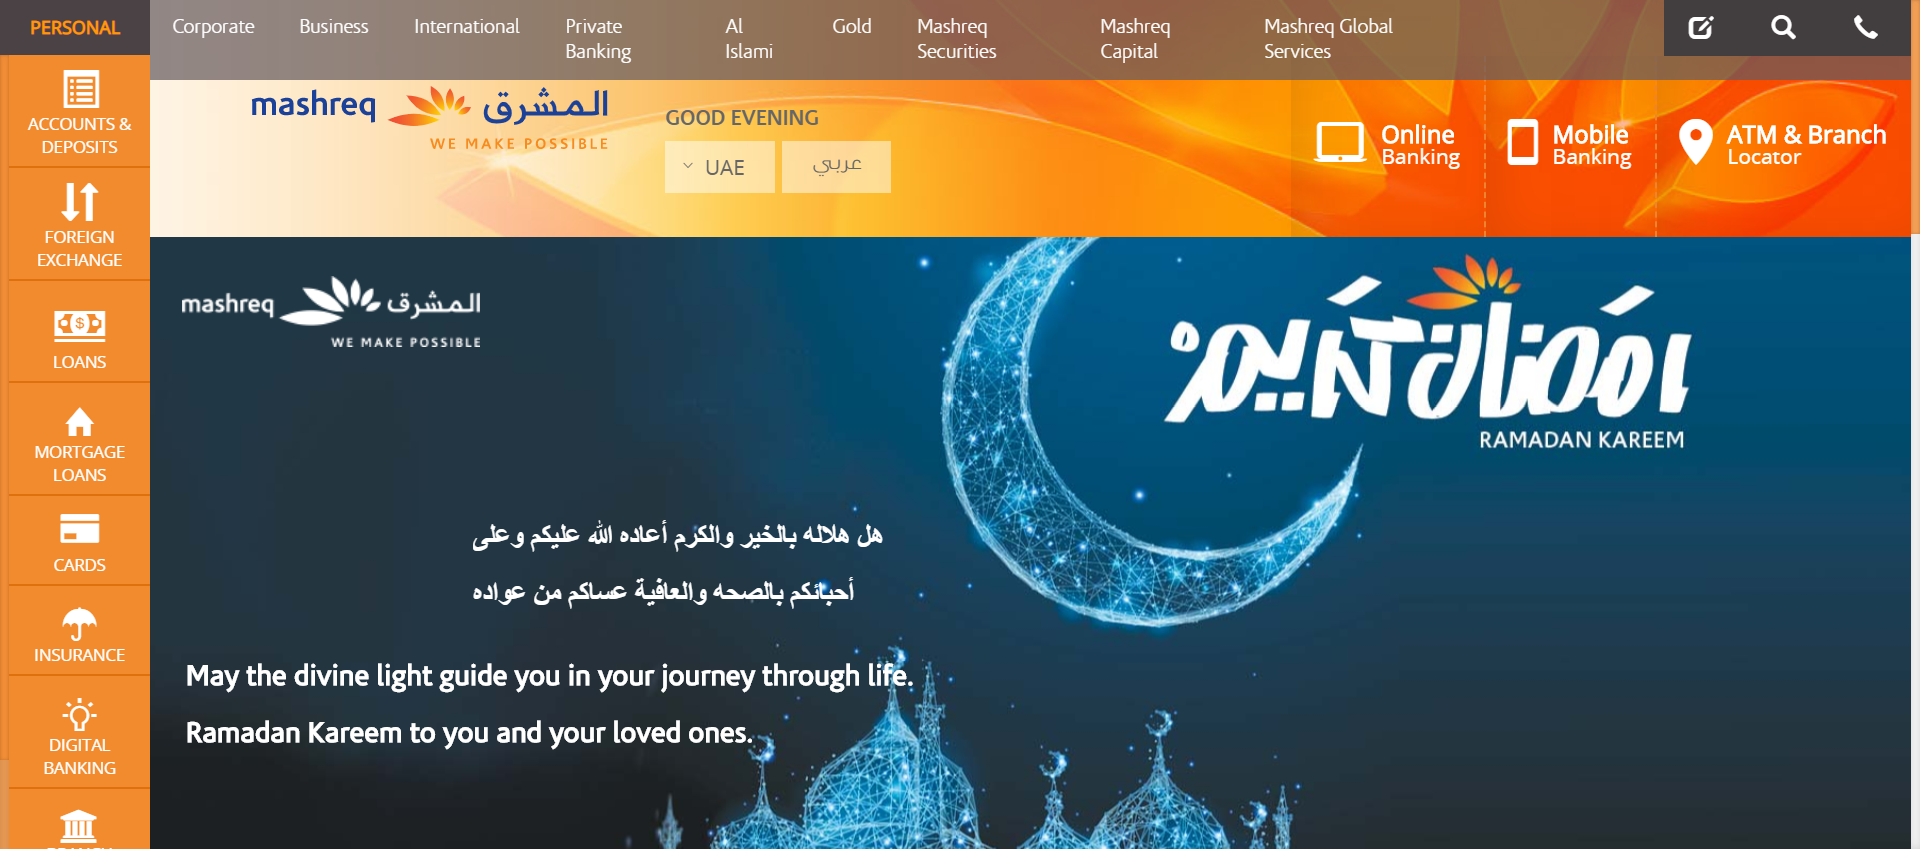 PERSONAL
Corporate
Business
International
Private
Banking
Al
Islami
Gold
Mashreq
Securities
Mashreq
Capital
Mashreq Global
Services
mashreq المشرق
WE MAKE POSSIBLE
GOOD EVENING
UAE
عربي
Online
Banking
Mobile
Banking
ATM & Branch
Locator
ACCOUNTS &
DEPOSITS
FOREIGN
EXCHANGE
LOANS
MORTGAGE
LOANS
CARDS
INSURANCE
DIGITAL
BANKING
mashreq المشرق
WE MAKE POSSIBLE
رمضان كريم
RAMADAN KAREEM
هل هلاله بالخير والكرم أعاده الله عليكم وعلى
أحبائكم بالصحه والعافية عساكم من عواده
May the divine light guide you in your journey through life.
Ramadan Kareem to you and your loved ones.